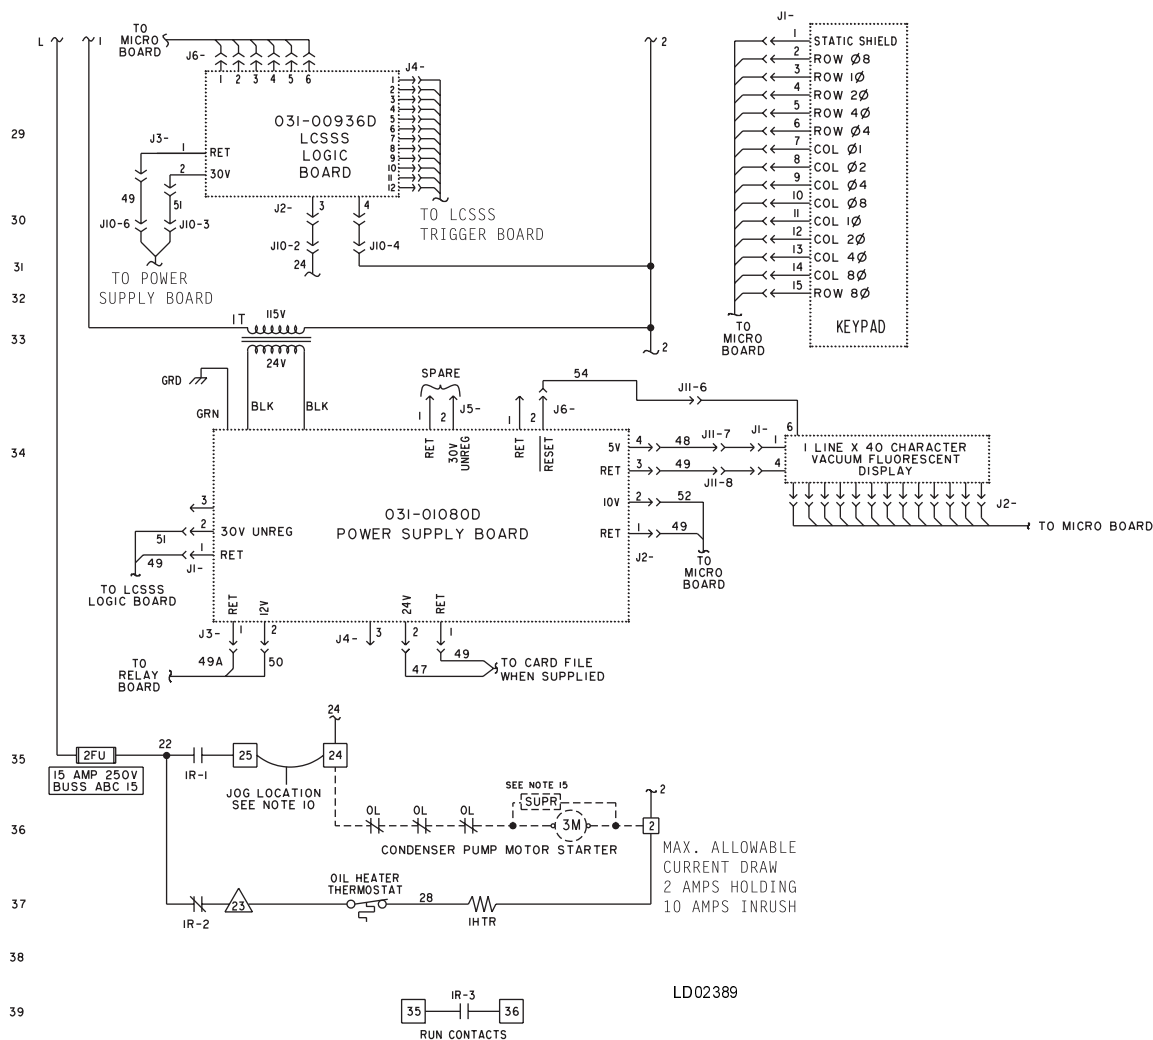 L
1
TO
MICRO
BOARD
J6-
1 2 3 4 5 6
J4-
1
2
3
4
5
6
7
8
9
10
11
12
031-00936D
LCSSS
LOGIC
BOARD
29
J3-
1
RET
2
30V
49
51
J10-6
J10-3
TO POWER
SUPPLY BOARD
J2-
3
4
J10-2
J10-4
24
TO LCSSS
TRIGGER BOARD
30
31
32
33
2
J1-
1 STATIC SHIELD
2 ROW Ø8
3 ROW 1Ø
4 ROW 2Ø
5 ROW 4Ø
6 ROW Ø4
7 COL Ø1
8 COL Ø2
9 COL Ø4
10 COL Ø8
11 COL 1Ø
12 COL 2Ø
13 COL 4Ø
14 COL 8Ø
15 ROW 8Ø
KEYPAD
TO
MICRO
BOARD
1T
115V
24V
2
GRD
GRN
BLK
BLK
SPARE
1
2
J5-
RET
30V
UNREG
1
2
J6-
RET
RESET
54
J11-6
6
34
5V
4
48
J11-7
J1-
1
RET
3
49
J11-8
4
1 LINE X 40 CHARACTER
VACUUM FLUORESCENT
DISPLAY
J2-
TO MICRO BOARD
10V
2
52
RET
1
49
J2-
TO
MICRO
BOARD
031-01080D
POWER SUPPLY BOARD
3
2
30V UNREG
51
1
RET
49
J1-
TO LCSSS
LOGIC BOARD
RET
12V
J3-
1
2
49A
50
TO
RELAY
BOARD
24V
RET
J4-
3
2
1
49
47
TO CARD FILE
WHEN SUPPLIED
24
35
2FU
22
15 AMP 250V
BUSS ABC 15
1R-1
25
24
JOG LOCATION
SEE NOTE 10
36
OL
OL
OL
SEE NOTE 15
SUPR
3M
2
2
CONDENSER PUMP MOTOR STARTER
MAX. ALLOWABLE
CURRENT DRAW
2 AMPS HOLDING
10 AMPS INRUSH
37
1R-2
23
OIL HEATER
THERMOSTAT
28
1HTR
38
39
35
1R-3
36
RUN CONTACTS
LD02389